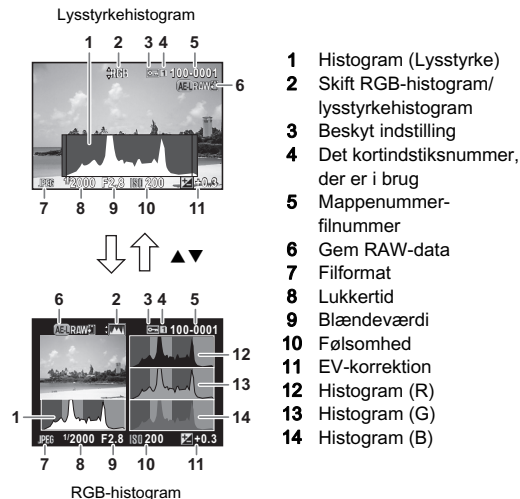 Lysstyrkehistogram
1 2 3 4 5
RGB 1 100-0001
AE-L RAW
6
JPEG 1/2000 F2.8 ISO 200 ±0.3
7 8 9 10 11
▲▼
6 2 3 4 5
AE-L RAW 1 100-0001
12
13
1 14
JPEG 1/2000 F2.8 ISO 200 +0.3
7 8 9 10 11
RGB-histogram
1 Histogram (Lysstyrke)
2 Skift RGB-histogram/
lysstyrkehistogram
3 Beskyt indstilling
4 Det kortindstiksnummer,
der er i brug
5 Mappenummer-
filnummer
6 Gem RAW-data
7 Filformat
8 Lukkertid
9 Blændeværdi
10 Følsomhed
11 EV-korrektion
12 Histogram (R)
13 Histogram (G)
14 Histogram (B)